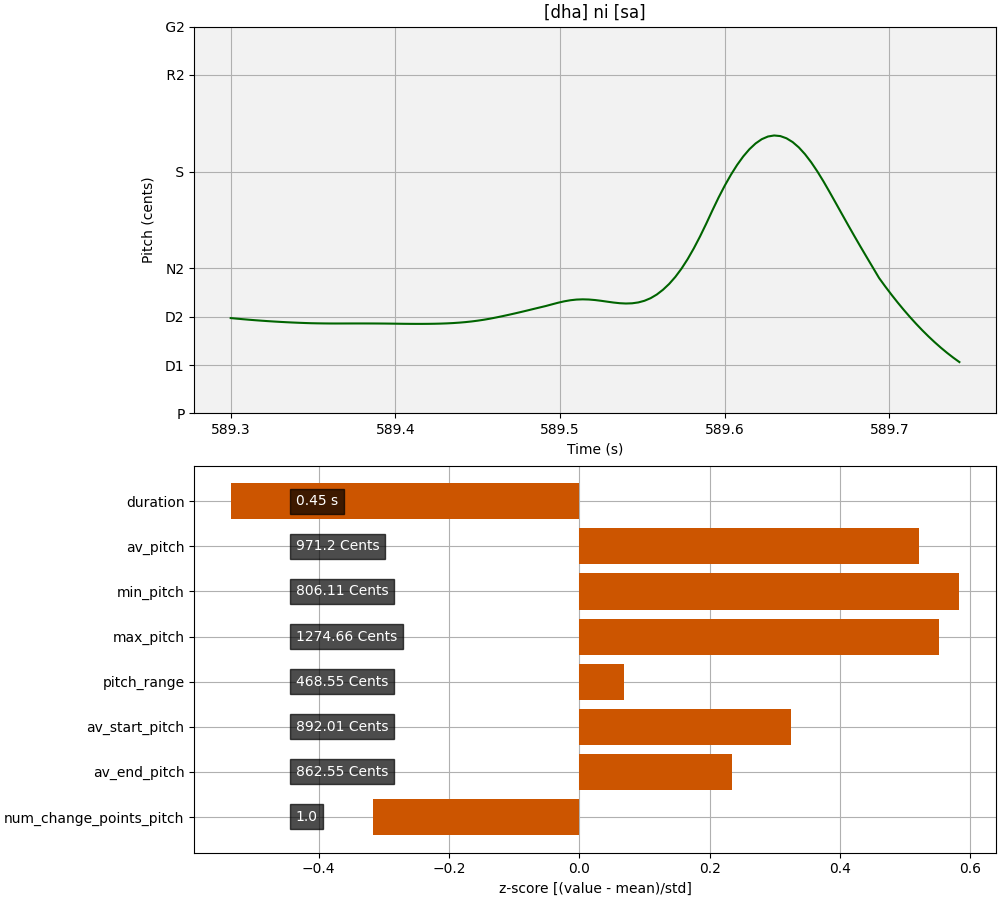 [dha] ni [sa]
G2
R2
S
N2
D2
D1
P
Pitch (cents)
589.3 589.4 589.5 589.6 589.7
Time (s)
duration 0.45 s
av_pitch 971.2 Cents
min_pitch 806.11 Cents
max_pitch 1274.66 Cents
pitch_range 468.55 Cents
av_start_pitch 892.01 Cents
av_end_pitch 862.55 Cents
num_change_points_pitch 1.0
−0.4 −0.2 0.0 0.2 0.4 0.6
z-score [(value - mean)/std]